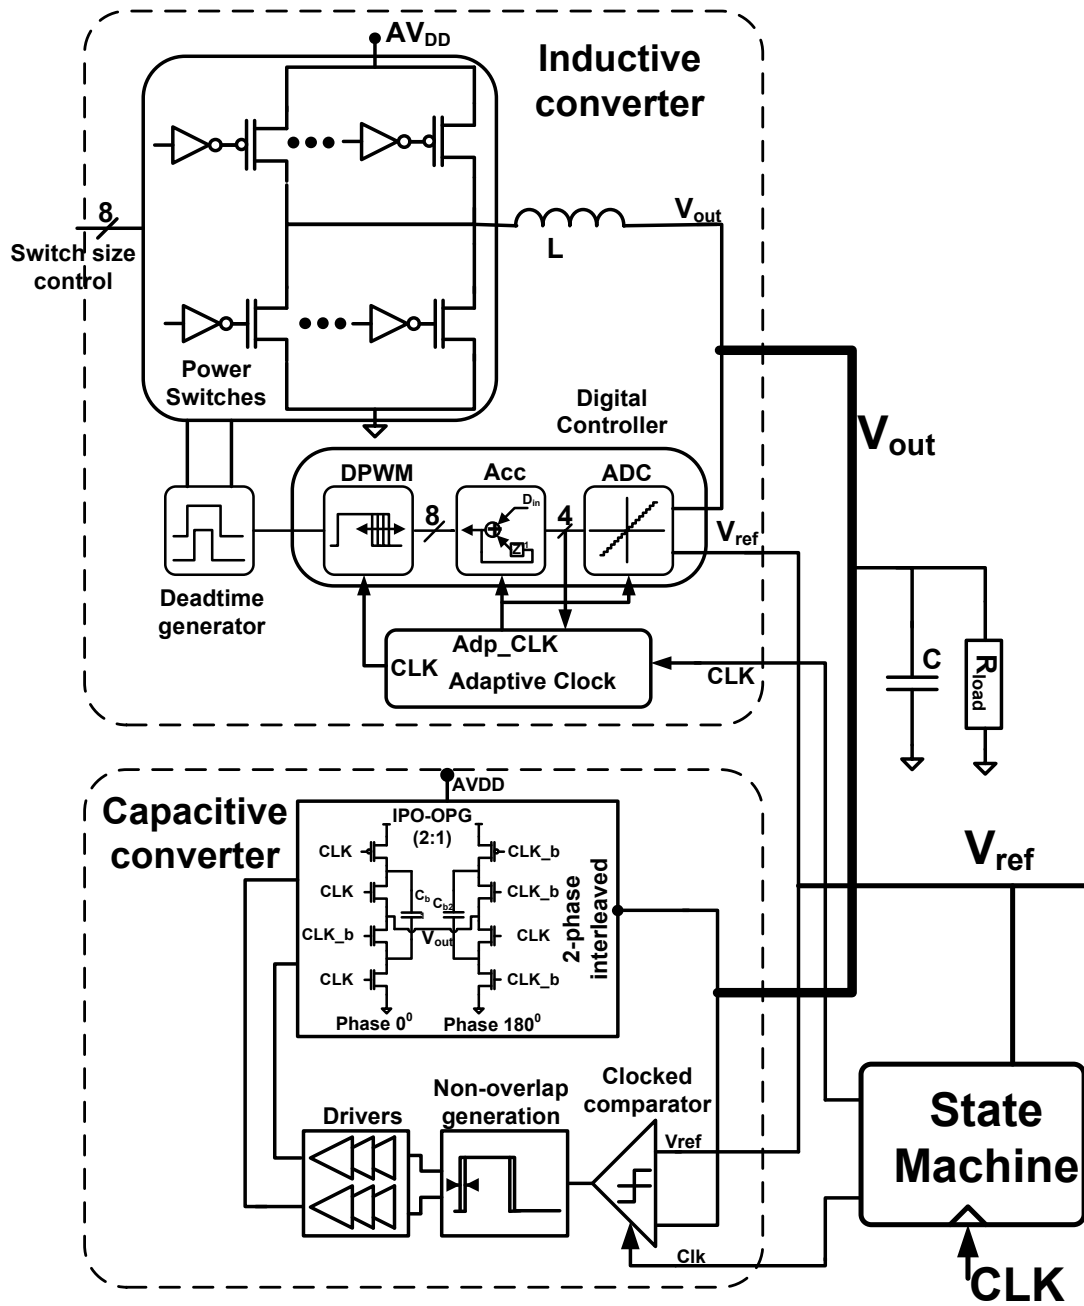 AVDD
Inductive
converter
8
Switch size
control
Vout
L
Power
Switches
Digital
Controller
Vout
DPWM
Acc
ADC
Din
8
4
Z-1
Vref
Deadtime
generator
Adp_CLK
CLK
Adaptive Clock
CLK
C
Rload
Capacitive
converter
AVDD
IPO-OPG
(2:1)
CLK
CLK_b
CLK
Cb
Cb2
CLK_b
CLK_b
Vout
CLK
CLK
CLK_b
Phase 0⁰
Phase 180⁰
2-phase
interleaved
Vref
Drivers
Non-overlap
generation
Clocked
comparator
Vref
Clk
State
Machine
CLK